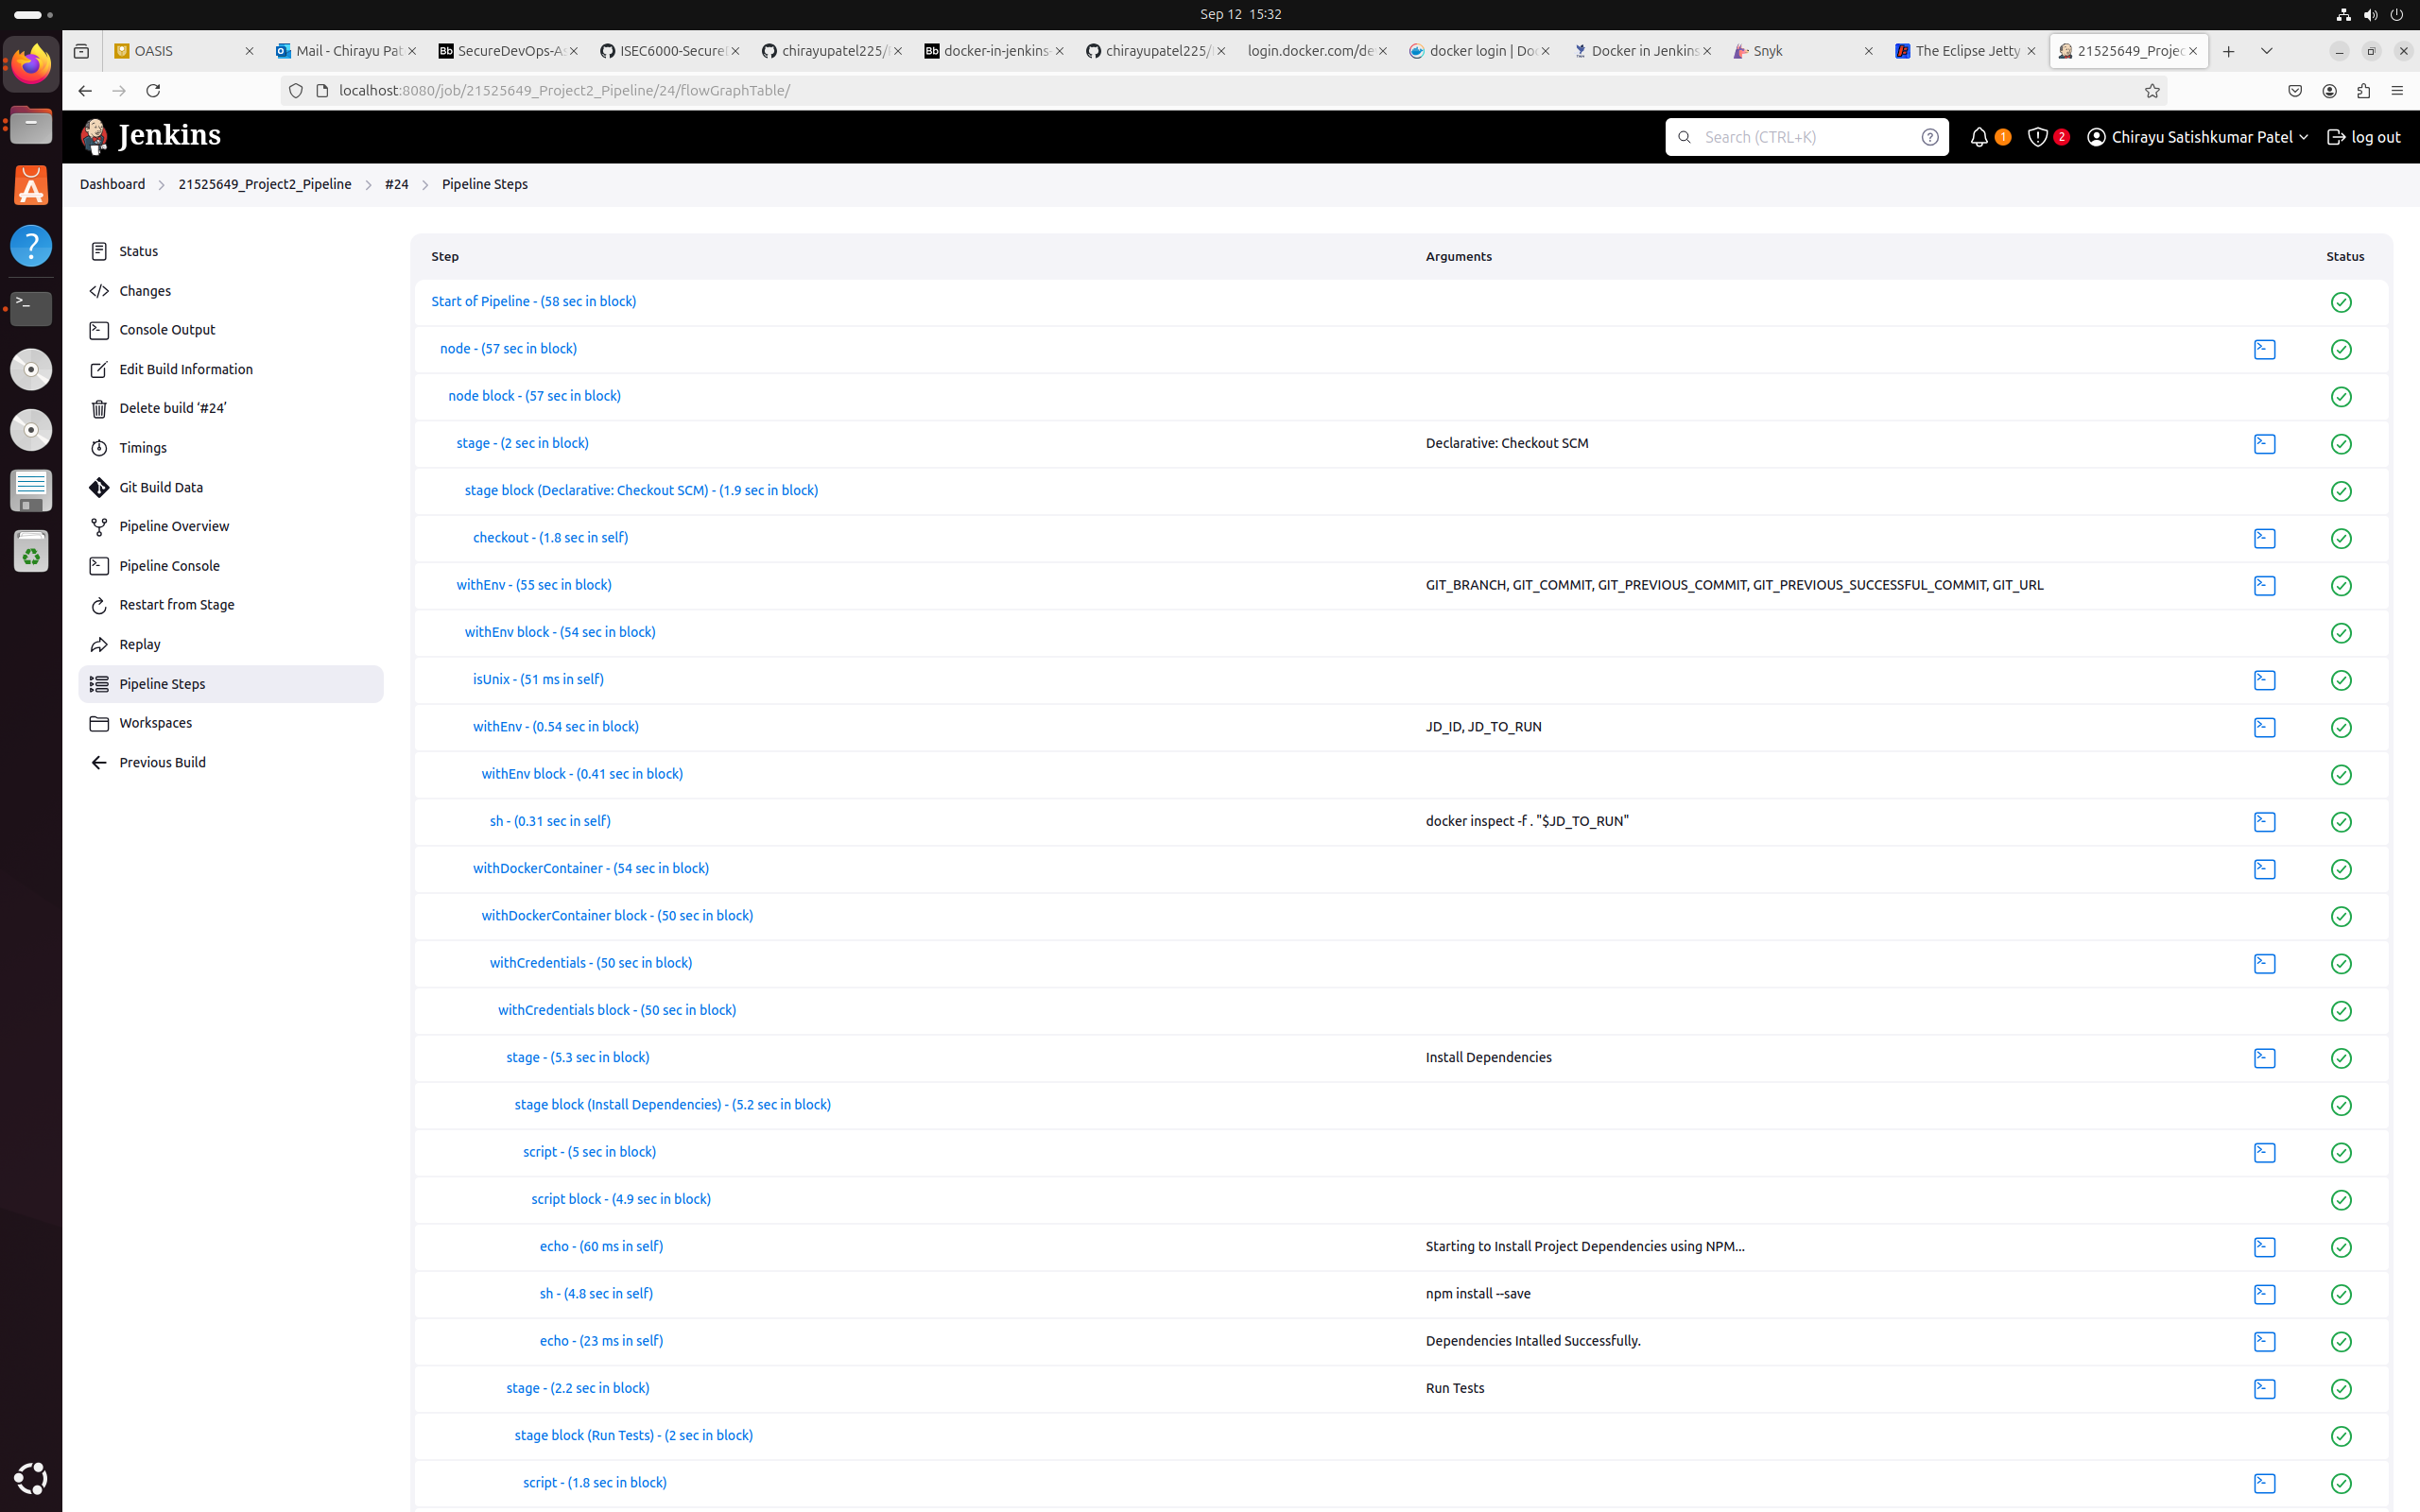 Sep 12 15:32
OASIS
Mail - Chirayu Pat
Bb SecureDevOps-As
ISEC6000-SecureD
chirayupatel225/
Bb docker-in-jenkins-
chirayupatel225/
login.docker.com/de
docker login | Doc
Docker in Jenkins
Snyk
The Eclipse Jetty
21525649_Projec
localhost:8080/job/21525649_Project2_Pipeline/24/flowGraphTable/
Jenkins
Search (CTRL+K)
1
2
Chirayu Satishkumar Patel
log out
Dashboard
21525649_Project2_Pipeline
#24
Pipeline Steps
Status
Changes
Console Output
Edit Build Information
Delete build ‘#24’
Timings
Git Build Data
Pipeline Overview
Pipeline Console
Restart from Stage
Replay
Pipeline Steps
Workspaces
Previous Build
Step Arguments Status
Start of Pipeline - (58 sec in block)
node - (57 sec in block)
node block - (57 sec in block)
stage - (2 sec in block) Declarative: Checkout SCM
stage block (Declarative: Checkout SCM) - (1.9 sec in block)
checkout - (1.8 sec in self)
withEnv - (55 sec in block) GIT_BRANCH, GIT_COMMIT, GIT_PREVIOUS_COMMIT, GIT_PREVIOUS_SUCCESSFUL_COMMIT, GIT_URL
withEnv block - (54 sec in block)
isUnix - (51 ms in self)
withEnv - (0.54 sec in block) JD_ID, JD_TO_RUN
withEnv block - (0.41 sec in block)
sh - (0.31 sec in self) docker inspect -f . "$JD_TO_RUN"
withDockerContainer - (54 sec in block)
withDockerContainer block - (50 sec in block)
withCredentials - (50 sec in block)
withCredentials block - (50 sec in block)
stage - (5.3 sec in block) Install Dependencies
stage block (Install Dependencies) - (5.2 sec in block)
script - (5 sec in block)
script block - (4.9 sec in block)
echo - (60 ms in self) Starting to Install Project Dependencies using NPM...
sh - (4.8 sec in self) npm install --save
echo - (23 ms in self) Dependencies Intalled Successfully.
stage - (2.2 sec in block) Run Tests
stage block (Run Tests) - (2 sec in block)
script - (1.8 sec in block)